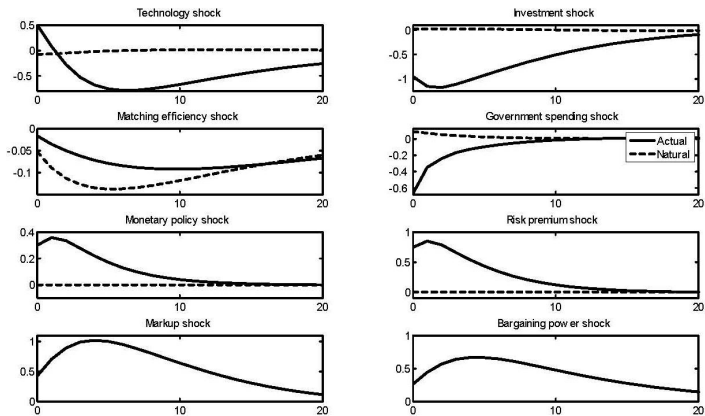 Technology shock
0.5
0
-0.5
0 10 20
Investment shock
0
-0.5
-1
0 10 20
Matching efficiency shock
0
-0.05
-0.1
0 10 20
Government spending shock
0
-0.2
-0.4
-0.6
Actual
Natural
0 10 20
Monetary policy shock
0.4
0.2
0
0 10 20
Risk premium shock
1
0.5
0
0 10 20
Markup shock
1
0.5
0
0 10 20
Bargaining power shock
1
0.5
0
0 10 20